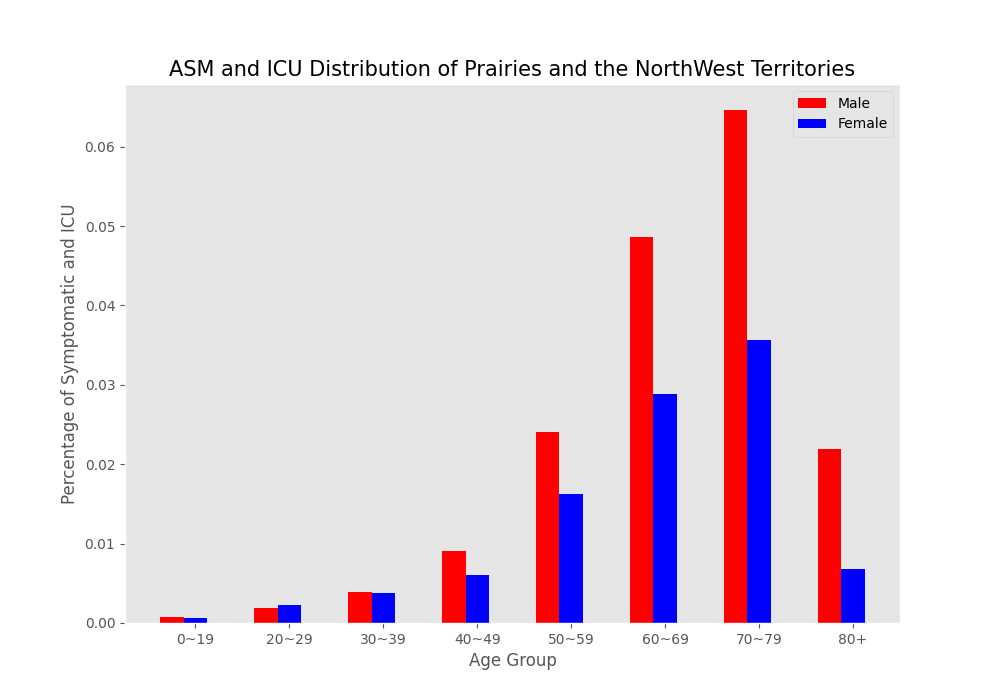 ASM and ICU Distribution of Prairies and the NorthWest Territories
Male
Female
Percentage of Symptomatic and ICU
0.06
0.05
0.04
0.03
0.02
0.01
0.00
0~19 20~29 30~39 40~49 50~59 60~69 70~79 80+
Age Group